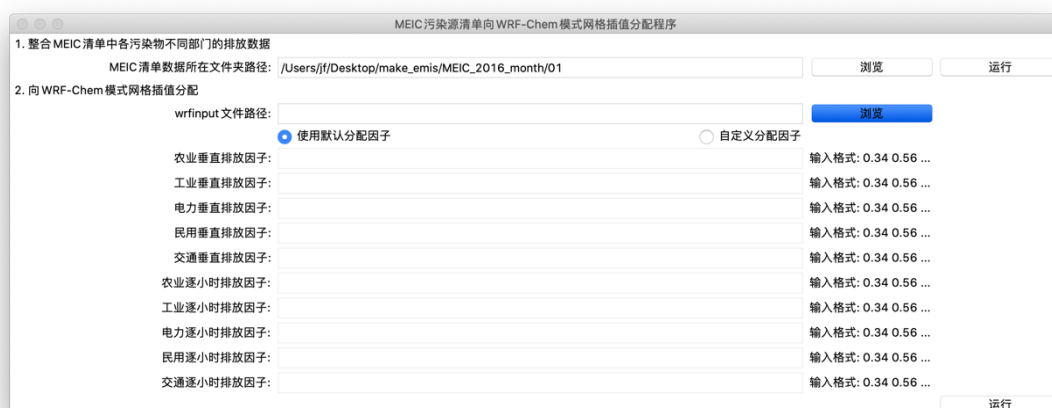 MEIC污染源清单向WRF-Chem模式网格插值分配程序
1. 整合MEIC清单中各污染物不同部门的排放数据
MEIC清单数据所在文件夹路径: /Users/jf/Desktop/make_emis/MEIC_2016_month/01 浏览 运行
2. 向WRF-Chem模式网格插值分配
wrfinput文件路径: 浏览
使用默认分配因子 自定义分配因子
农业垂直排放因子: 输入格式: 0.34 0.56 ...
工业垂直排放因子: 输入格式: 0.34 0.56 ...
电力垂直排放因子: 输入格式: 0.34 0.56 ...
民用垂直排放因子: 输入格式: 0.34 0.56 ...
交通垂直排放因子: 输入格式: 0.34 0.56 ...
农业逐小时排放因子: 输入格式: 0.34 0.56 ...
工业逐小时排放因子: 输入格式: 0.34 0.56 ...
电力逐小时排放因子: 输入格式: 0.34 0.56 ...
民用逐小时排放因子: 输入格式: 0.34 0.56 ...
交通逐小时排放因子: 输入格式: 0.34 0.56 ...
运行